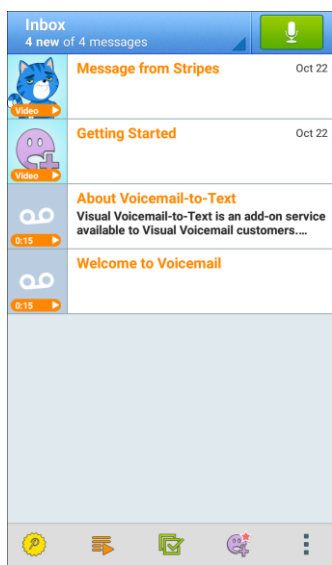 Inbox
4 new of 4 messages
Message from Stripes
Oct 22
Video
Getting Started
Oct 22
Video
About Voicemail-to-Text
Visual Voicemail-to-Text is an add-on service
available to Visual Voicemail customers....
0:15
Welcome to Voicemail
0:15
P